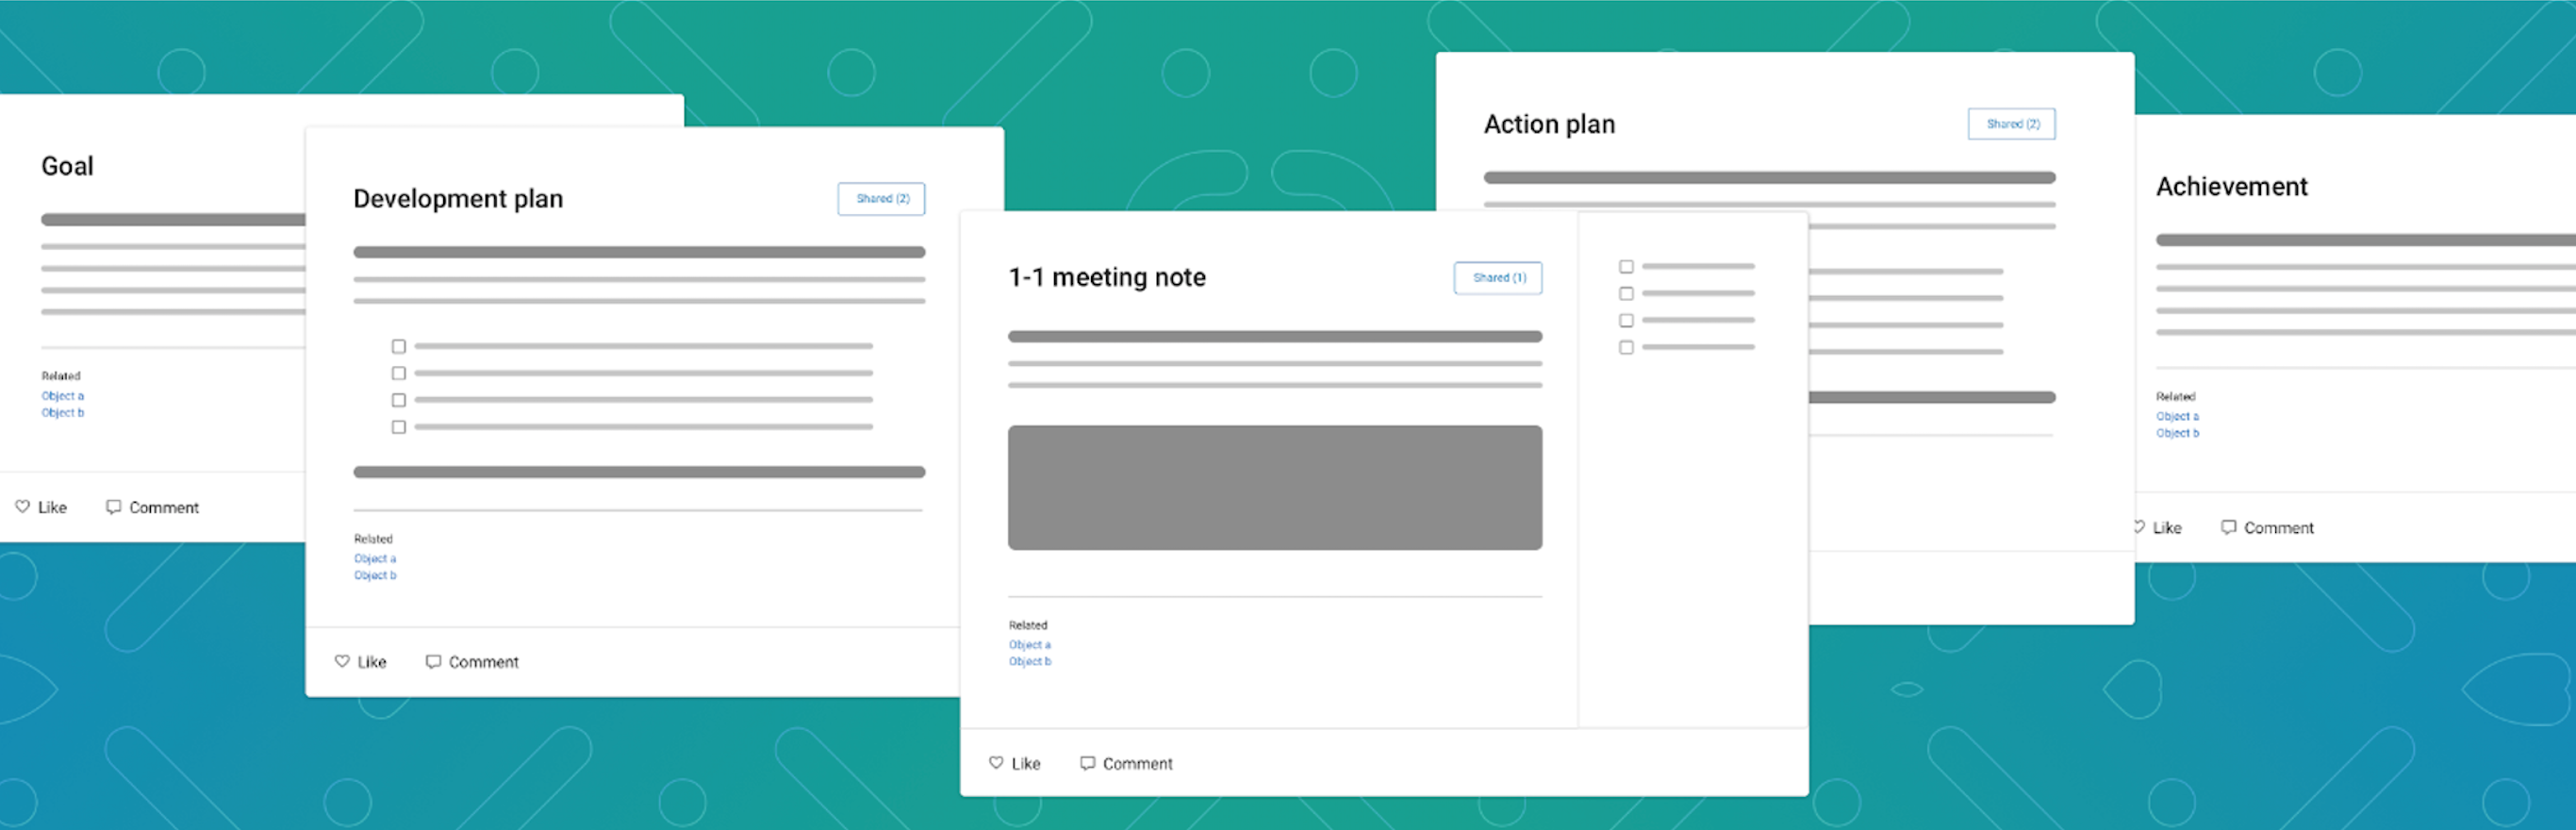 Goal
Related
Object a
Object b
Like
Comment
Development plan
Shared (2)
Related
Object a
Object b
Like
Comment
1-1 meeting note
Shared (1)
Related
Object a
Object b
Like
Comment
Action plan
Shared (2)
Achievement
Related
Object a
Object b
Like
Comment